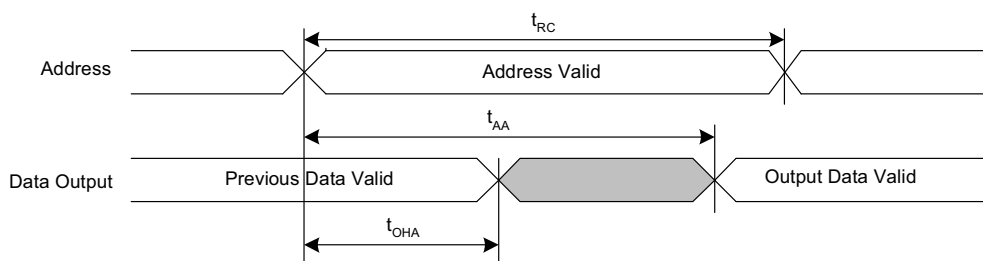 t_RC
Address
Address Valid
t_AA
Data Output
Previous Data Valid
Output Data Valid
t_OHA